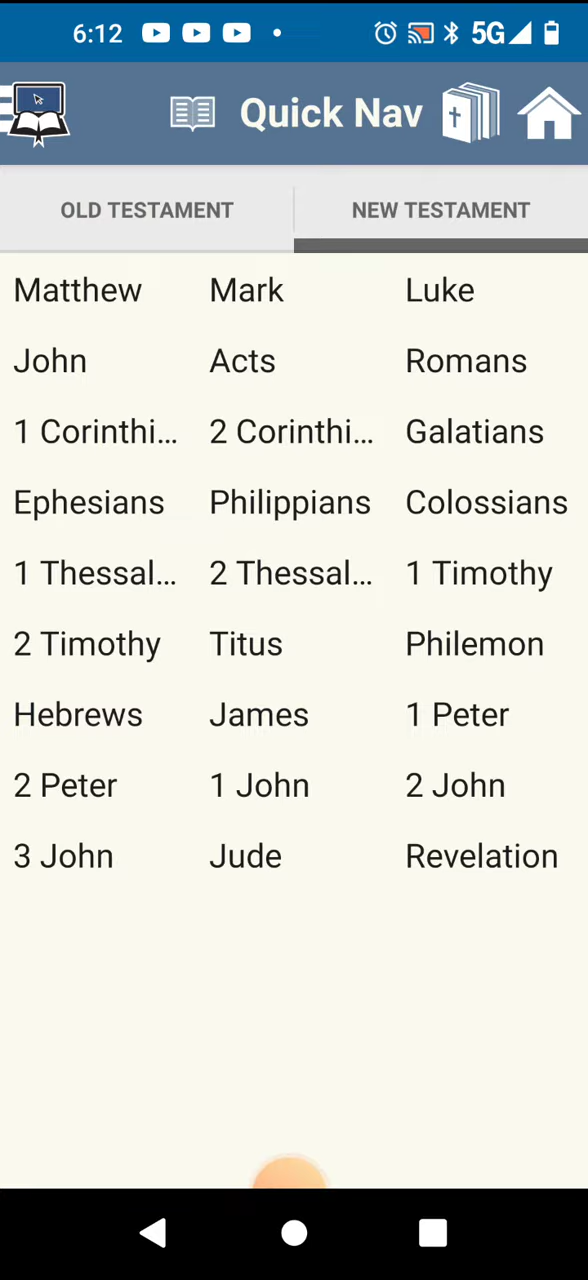 6:12 5G
Quick Nav
OLD TESTAMENT NEW TESTAMENT
Matthew Mark Luke
John Acts Romans
1 Corinthi... 2 Corinthi... Galatians
Ephesians Philippians Colossians
1 Thessal... 2 Thessal... 1 Timothy
2 Timothy Titus Philemon
Hebrews James 1 Peter
2 Peter 1 John 2 John
3 John Jude Revelation